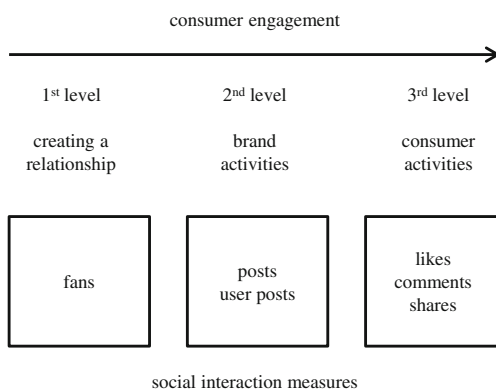 consumer engagement
1st level
2nd level
3rd level
creating a
relationship
brand
activities
consumer
activities
fans
posts
user posts
likes
comments
shares
social interaction measures